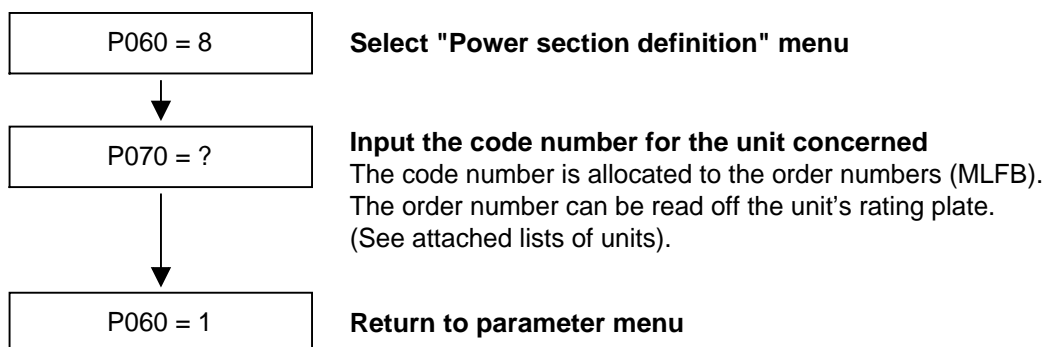 P060 = 8
Select "Power section definition" menu
P070 = ?
Input the code number for the unit concerned
The code number is allocated to the order numbers (MLFB).
The order number can be read off the unit's rating plate.
(See attached lists of units).
P060 = 1
Return to parameter menu